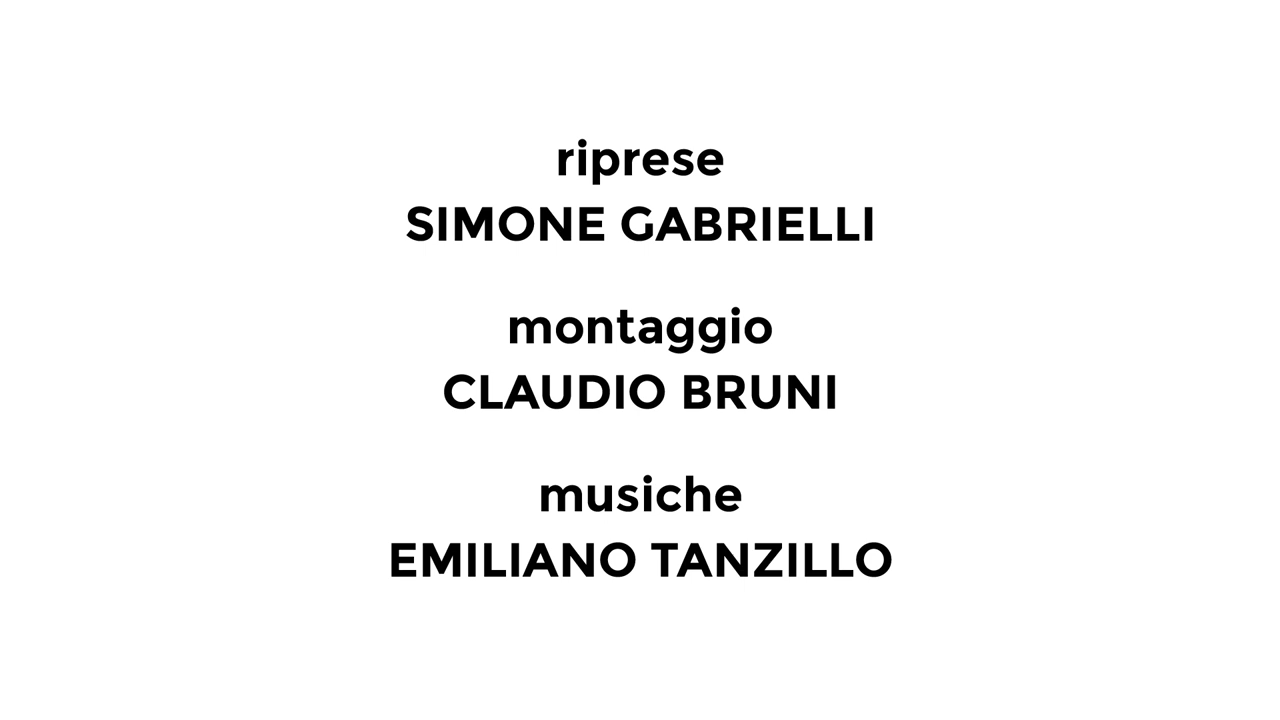 riprese
SIMONE GABRIELLI
montaggio
CLAUDIO BRUNI
musiche
EMILIANO TANZILLO